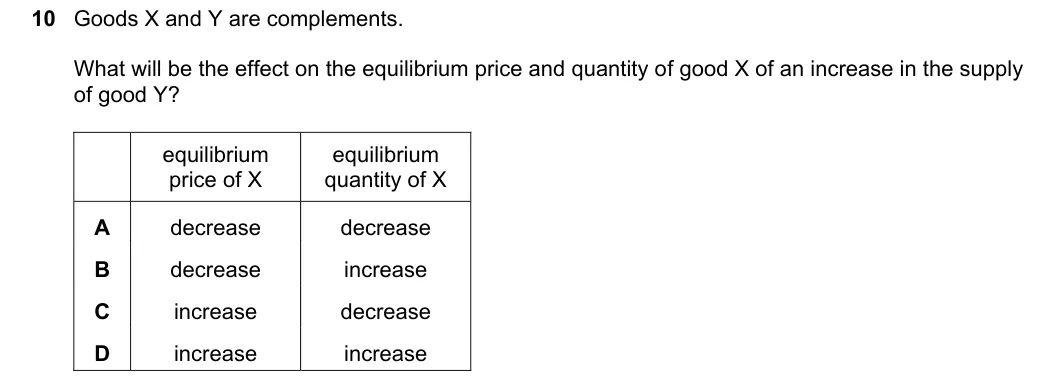 10 Goods X and Y are complements.
What will be the effect on the equilibrium price and quantity of good X of an increase in the supply
of good Y?
equilibrium price of X
equilibrium quantity of X
A decrease decrease
B decrease increase
C increase decrease
D increase increase